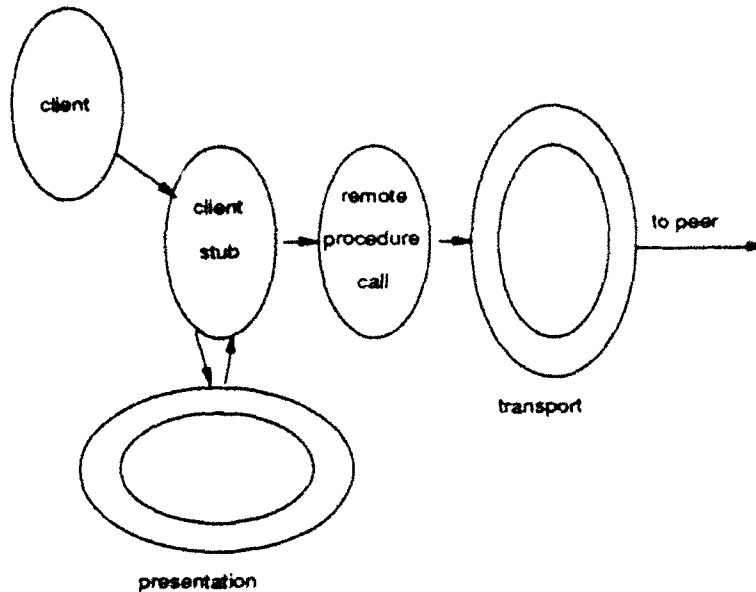 client
client
stub
remote
procedure
call
to peer
transport
presentation